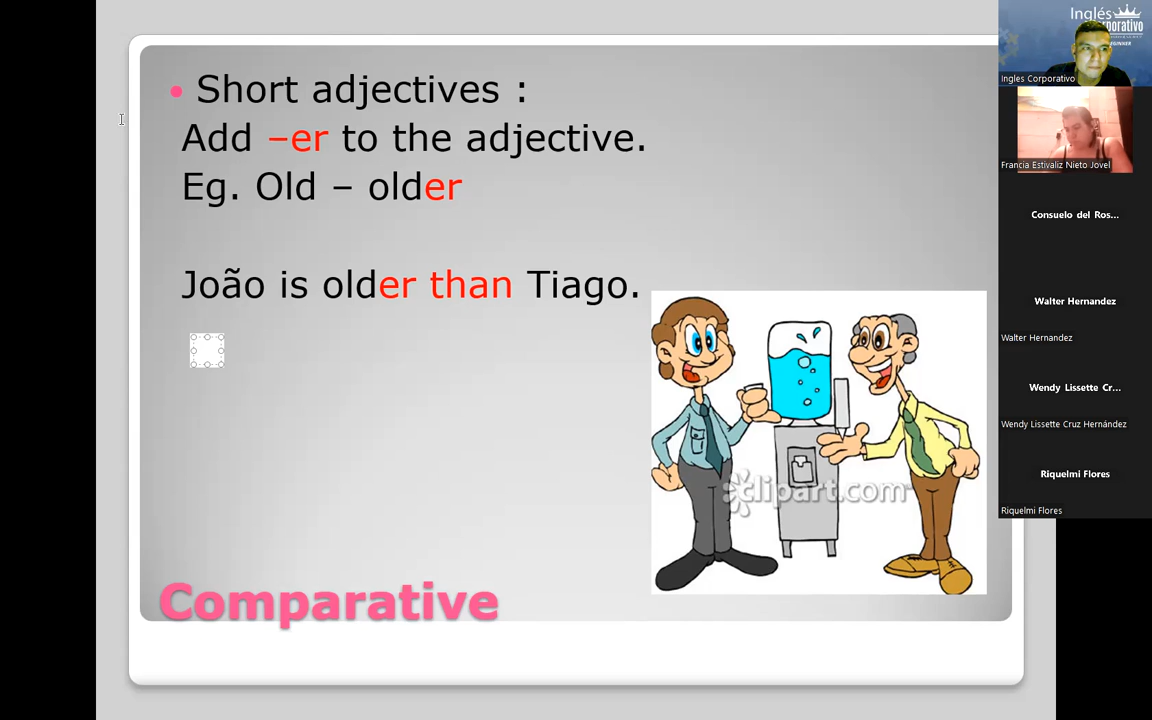 Short adjectives :
Add –er to the adjective.
Eg. Old – older
João is older than Tiago.
clipart.com
Comparative
Inglés
Ingles Corporativo
Francia Estivaliz Nieto Jovel
Consuelo del Ros...
Walter Hernandez
Walter Hernandez
Wendy Lissette Cr...
Wendy Lissette Cruz Hernández
Riquelmi Flores
Riquelmi Flores